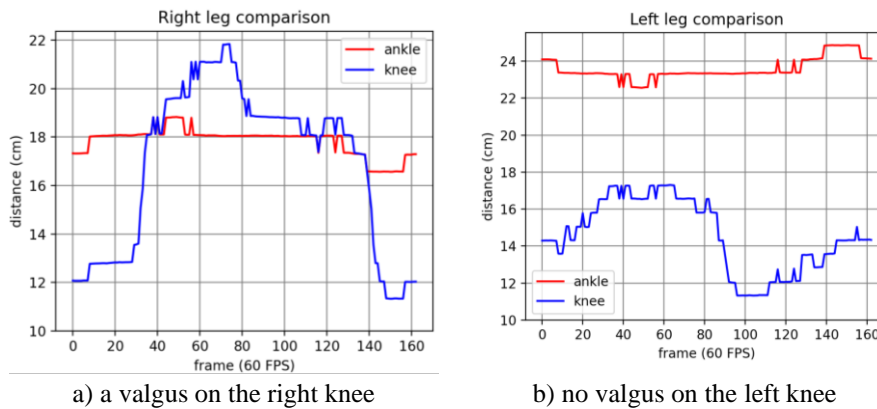 Right leg comparison
22
20
18
16
14
12
10
distance (cm)
ankle
knee
0 20 40 60 80 100 120 140 160
frame (60 FPS)
a) a valgus on the right knee
Left leg comparison
24
22
20
18
16
14
12
10
distance (cm)
ankle
knee
0 20 40 60 80 100 120 140 160
frame (60 FPS)
b) no valgus on the left knee